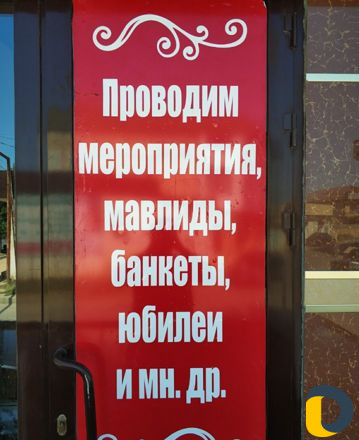 Проводим
мероприятия,
мавлиды,
банкеты,
юбилеи
и мн. др.